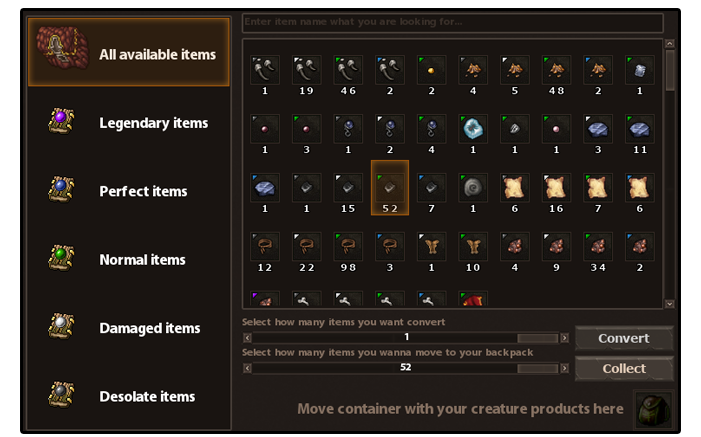 Enter item name what you are looking for...
All available items
Legendary items
Perfect items
Normal items
Damaged items
Desolate items
1 19 46 2 2 4 5 48 2 1
1 3 1 2 4 1 1 1 3 11
1 1 15 52 7 1 6 16 7 6
12 22 98 3 1 10 4 9 34 2
Select how many items you want convert
1
Convert
Select how many items you wanna move to your backpack
52
Collect
Move container with your creature products here